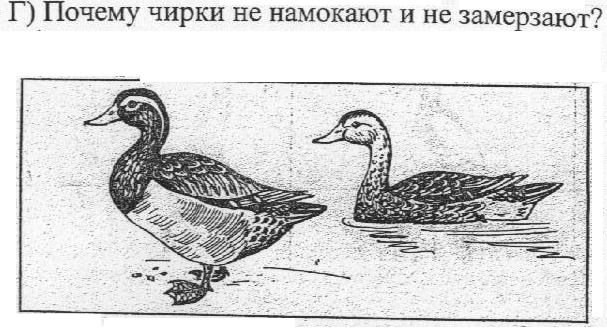 Г) Почему чирки не намокают и не замерзают?